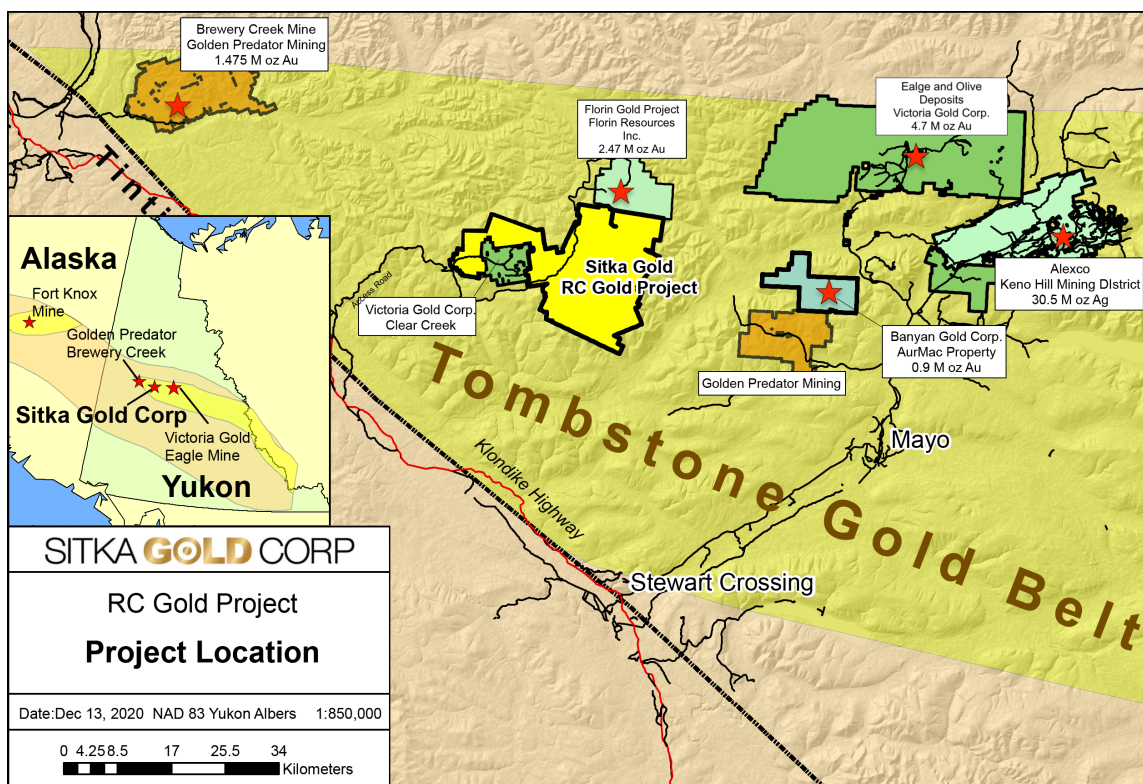 Brewery Creek Mine
Golden Predator Mining
1.475 M oz Au
Florin Gold Project
Florin Resources
Inc.
2.47 M oz Au
Ealge and Olive
Deposits
Victoria Gold Corp.
4.7 M oz Au
Tinti
Sitka Gold
RC Gold Project
Access Road
Victoria Gold Corp.
Clear Creek
Alexco
Keno Hill Mining DIstrict
30.5 M oz Ag
Banyan Gold Corp.
AurMac Property
0.9 M oz Au
Golden Predator Mining
Tombstone Gold Belt
Mayo
Klondike Highway
Stewart Crossing
Alaska
Fort Knox
Mine
Golden Predator
Brewery Creek
Sitka Gold Corp
Victoria Gold
Eagle Mine
Yukon
SITKA GOLD CORP
RC Gold Project
Project Location
Date:Dec 13, 2020 NAD 83 Yukon Albers 1:850,000
0 4.25 8.5 17 25.5 34
Kilometers